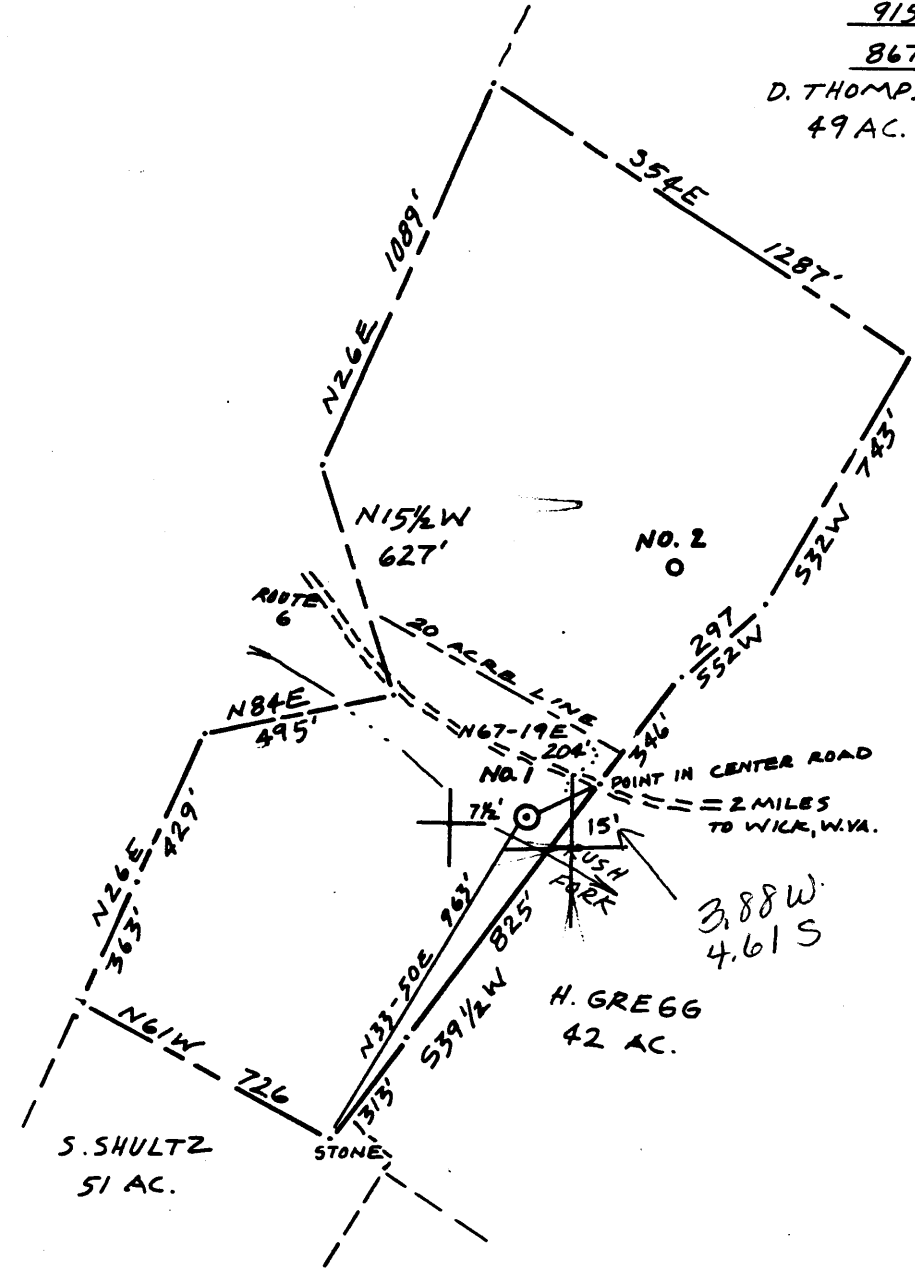 915
867
D. THOMP.
49 AC.
S54E
1287'
1089'
N26E
N15½W
627'
NO. 2
743'
S32W
ROUTE
6
20 ACRE LINE
297
S52W
N84E
495'
N67-19E
204'
346'
NO. 1
POINT IN CENTER ROAD
2 MILES
TO WICK, W.VA.
7½'
15'
USH
FORK
429'
N26E
363'
3.88 W.
4.61 S
963'
N33-50E
825'
S39½W
H. GREGG
42 AC.
N61W
726
1313'
STONE
S. SHULTZ
51 AC.